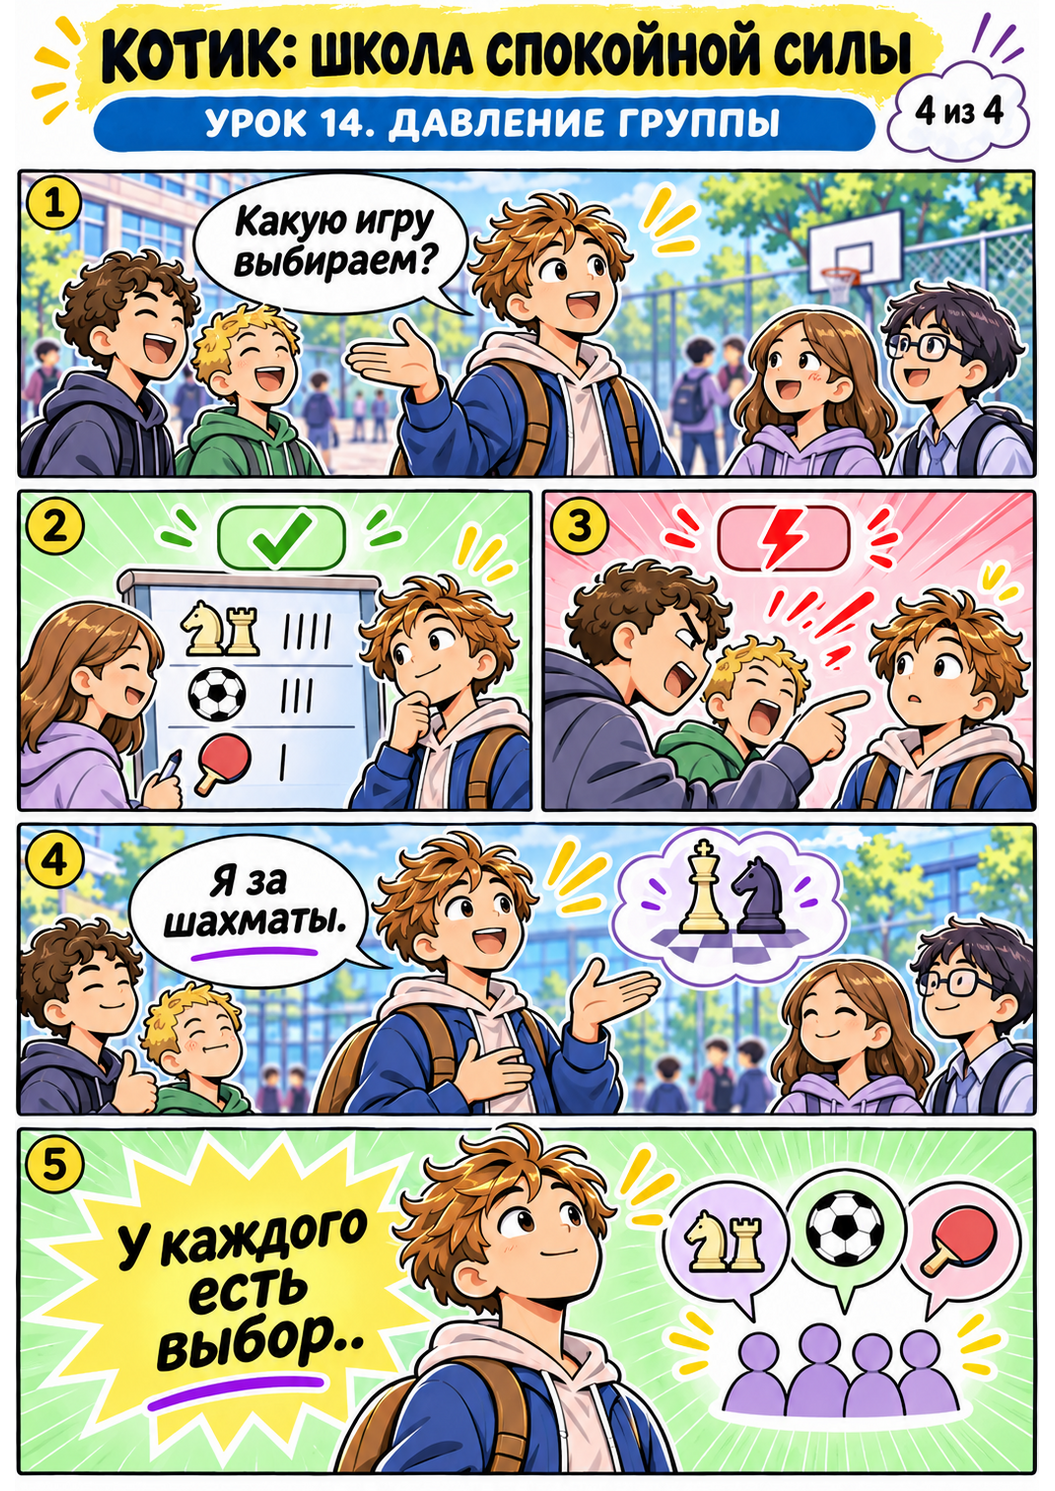 КОТИК: ШКОЛА СПОКОЙНОЙ СИЛЫ
УРОК 14. ДАВЛЕНИЕ ГРУППЫ
4 из 4
1
Какую игру
выбираем?
2
3
4
Я за
шахматы.
5
У каждого
есть
выбор..